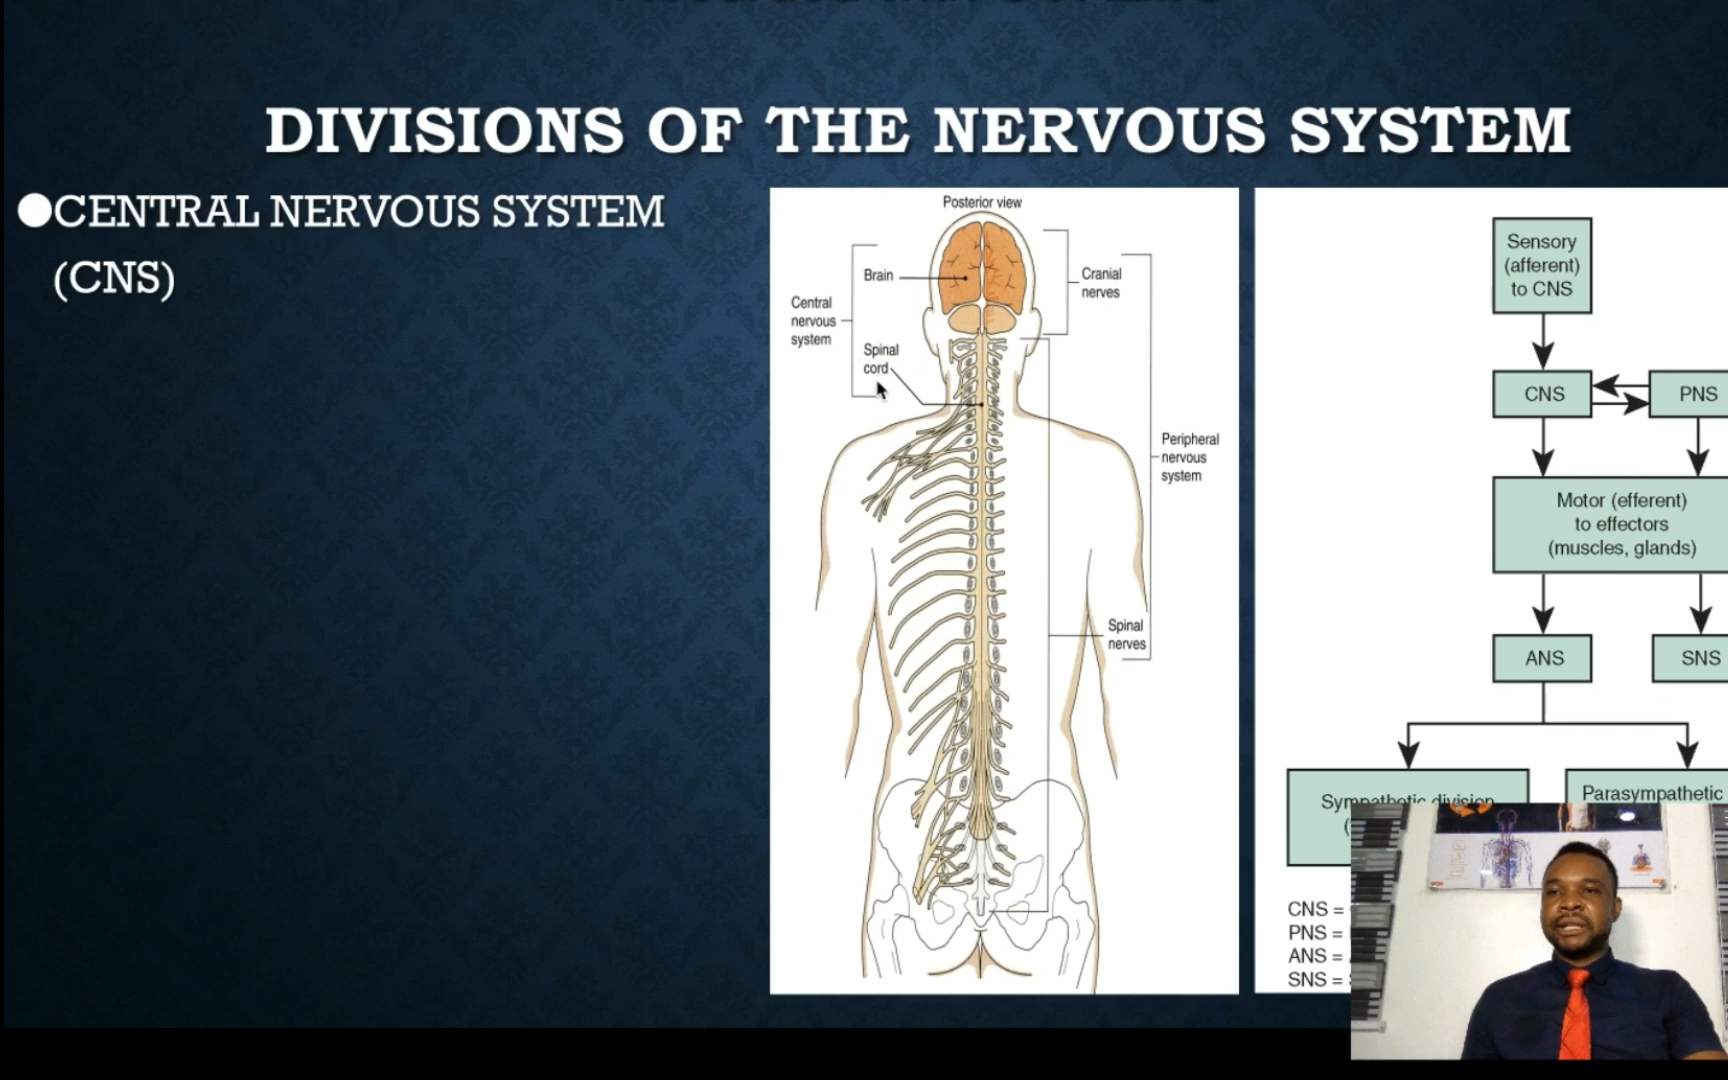 DIVISIONS OF THE NERVOUS SYSTEM
CENTRAL NERVOUS SYSTEM
(CNS)
Posterior view
Brain
Central
nervous
system
Spinal
cord
Cranial
nerves
Peripheral
nervous
system
Spinal
nerves
Sensory
(afferent)
to CNS
CNS
PNS
Motor (efferent)
to effectors
(muscles, glands)
ANS
SNS
Sympathetic division
(
Parasympathetic
CNS =
PNS =
ANS =
SNS =